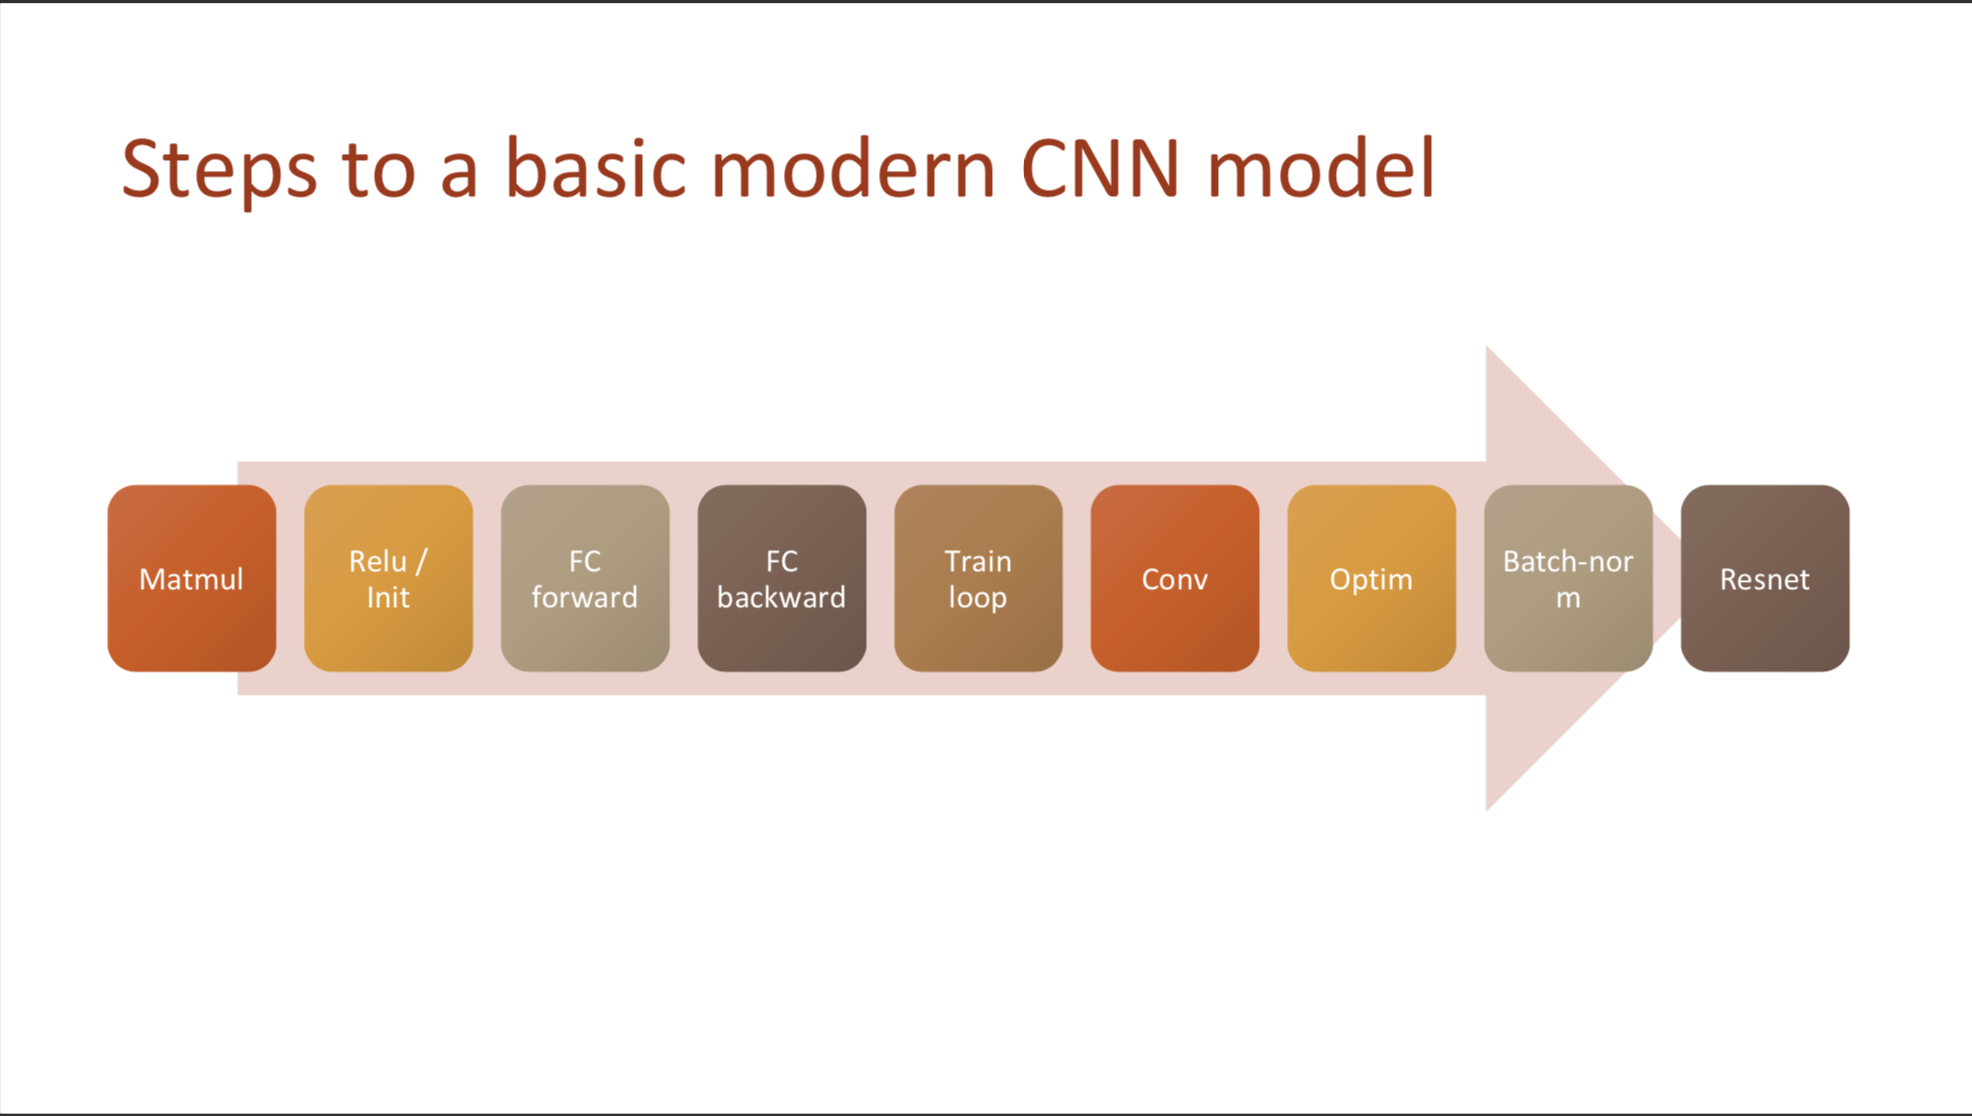 Steps to a basic modern CNN model
Matmul
Relu /
Init
FC
forward
FC
backward
Train
loop
Conv
Optim
Batch-nor
m
Resnet